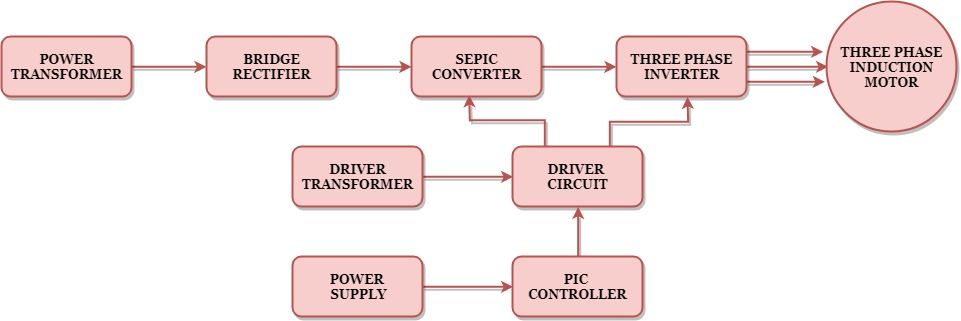 POWER
TRANSFORMER
BRIDGE
RECTIFIER
SEPIC
CONVERTER
THREE PHASE
INVERTER
THREE PHASE
INDUCTION
MOTOR
DRIVER
TRANSFORMER
DRIVER
CIRCUIT
POWER
SUPPLY
PIC
CONTROLLER